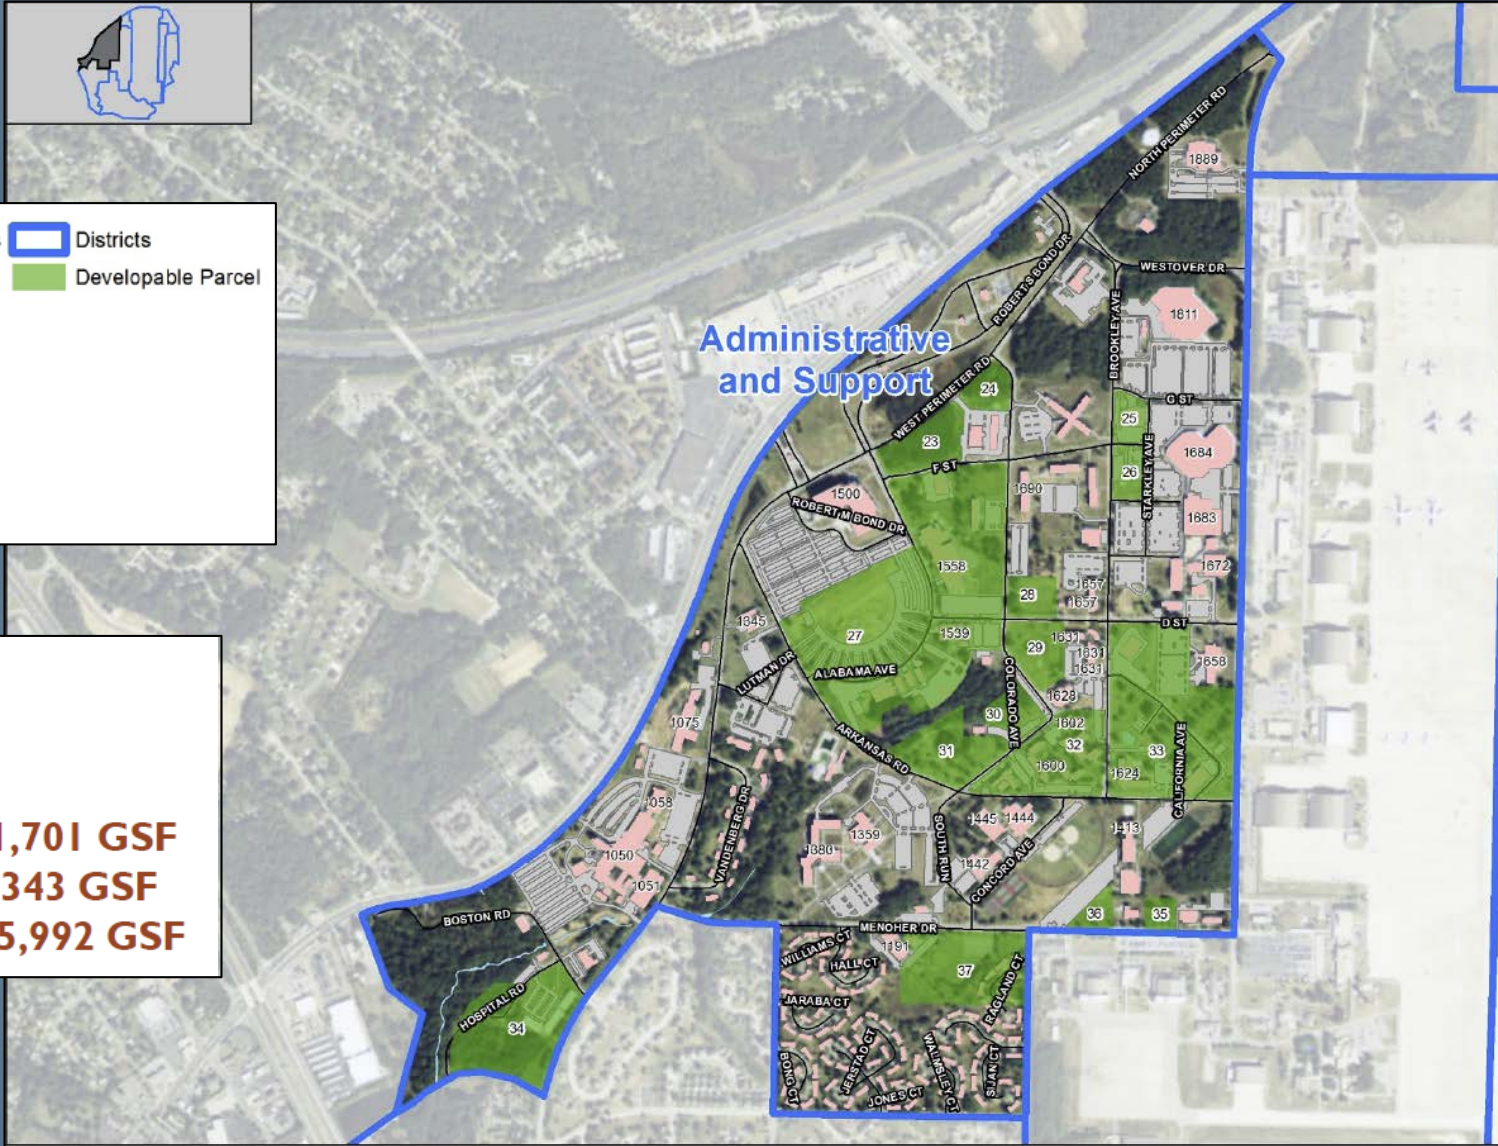 Districts
Developable Parcel
1,701 GSF
343 GSF
5,992 GSF
Administrative
and Support
NORTH PERIMETER RD
1889
ROBERT S BOND DR
WESTOVER DR
BROOKLEY AVE
1811
WEST PERIMETER RD
24
G ST
25
23
F ST
STARKLEY AVE
1684
26
1500
1690
ROBERT M BOND DR
1683
1558
1672
28
1657
1657
1345
27
1539
D ST
29
1631
1631
1631
1658
LUTMAN DR
ALABAMA AVE
COLORADO AVE
1628
1075
30
1602
ARKANSAS RD
31
32
33
CALIFORNIA AVE
1600
1624
1058
VANDENBERG DR
1445
1444
1413
1359
1380
SOUTH RUN
1050
1442
CONCORD AVE
1051
BOSTON RD
36
35
MENOHER DR
WILLIAMS CT
1191
HALL CT
37
RAGLAND CT
JARABA CT
HOSPITAL RD
34
BONG CT
JERSTAD CT
WALMSLEY CT
SIJAN CT
JONES CT